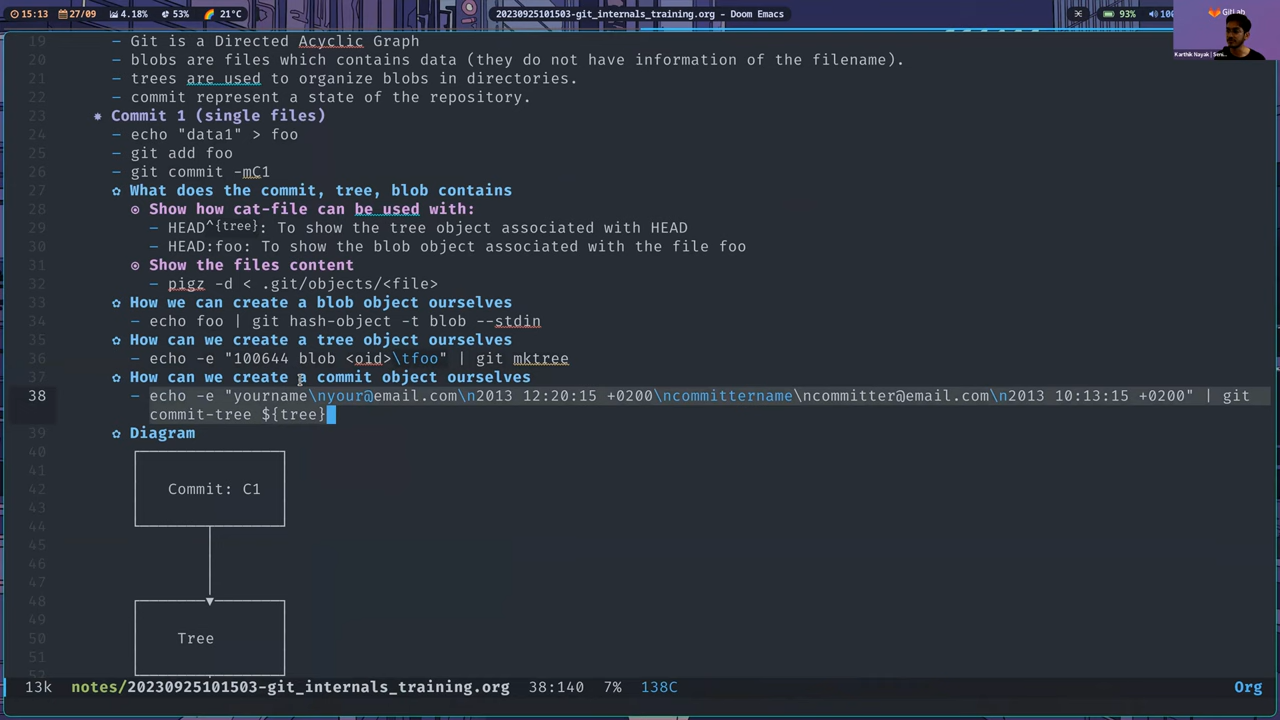 15:13 27/09 4.18% 53% 21°C 20230925101503-git_internals_training.org - Doom Emacs 93% 100
GitLab
Karthik Nayak | Seni...
19 – Git is a Directed Acyclic Graph
20 – blobs are files which contains data (they do not have information of the filename).
21 – trees are used to organize blobs in directories.
22 – commit represent a state of the repository.
23 Commit 1 (single files)
24 – echo "data1" > foo
25 – git add foo
26 – git commit -mC1
27 What does the commit, tree, blob contains
28 Show how cat-file can be used with:
29 – HEAD^{tree}: To show the tree object associated with HEAD
30 – HEAD:foo: To show the blob object associated with the file foo
31 Show the files content
32 – pigz -d < .git/objects/<file>
33 How we can create a blob object ourselves
34 – echo foo | git hash-object -t blob --stdin
35 How can we create a tree object ourselves
36 – echo -e "100644 blob <oid>\tfoo" | git mktree
37 How can we create a commit object ourselves
38 – echo -e "yourname\nyour@email.com\n2013 12:20:15 +0200\ncommittername\ncommitter@email.com\n2013 10:13:15 +0200" | git
commit-tree ${tree}
39 Diagram
40
41
42 Commit: C1
43
44
45
46
47
48
49
50 Tree
51
52
13k notes/20230925101503-git_internals_training.org 38:140 7% 138C Org